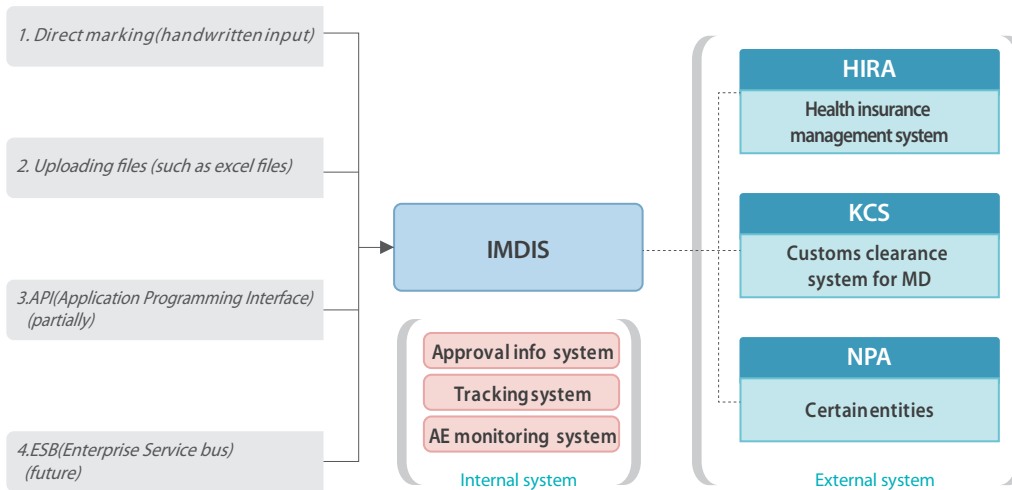 1. Direct marking(handwritten input)
2. Uploading files (such as excel files)
3.API(Application Programming Interface)
(partially)
4.ESB(Enterprise Service bus)
(future)
IMDIS
Approval info system
Tracking system
AE monitoring system
Internal system
HIRA
Health insurance
management system
KCS
Customs clearance
system for MD
NPA
Certain entities
External system